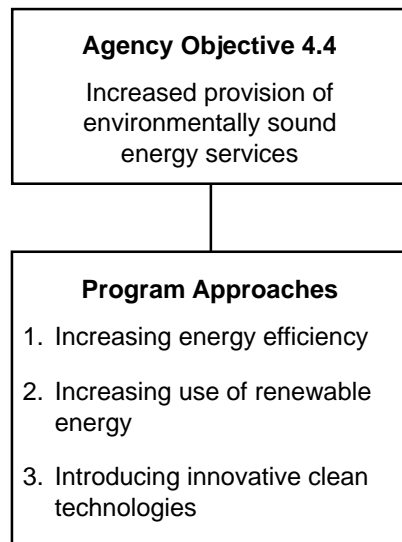 Agency Objective 4.4
Increased provision of
environmentally sound
energy services
Program Approaches
1. Increasing energy efficiency
2. Increasing use of renewable
energy
3. Introducing innovative clean
technologies